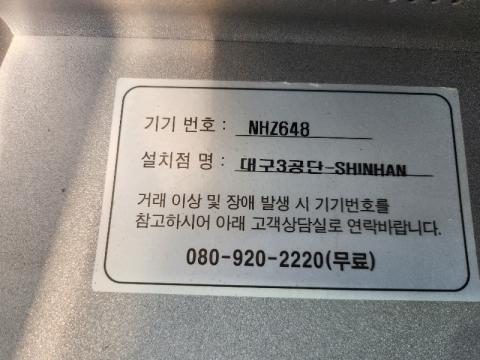 기기 번호 : NHZ648
설치점 명 : 대구3공단-SHINHAN
거래 이상 및 장애 발생 시 기기번호를
참고하시어 아래 고객상담실로 연락바랍니다.
080-920-2220(무료)